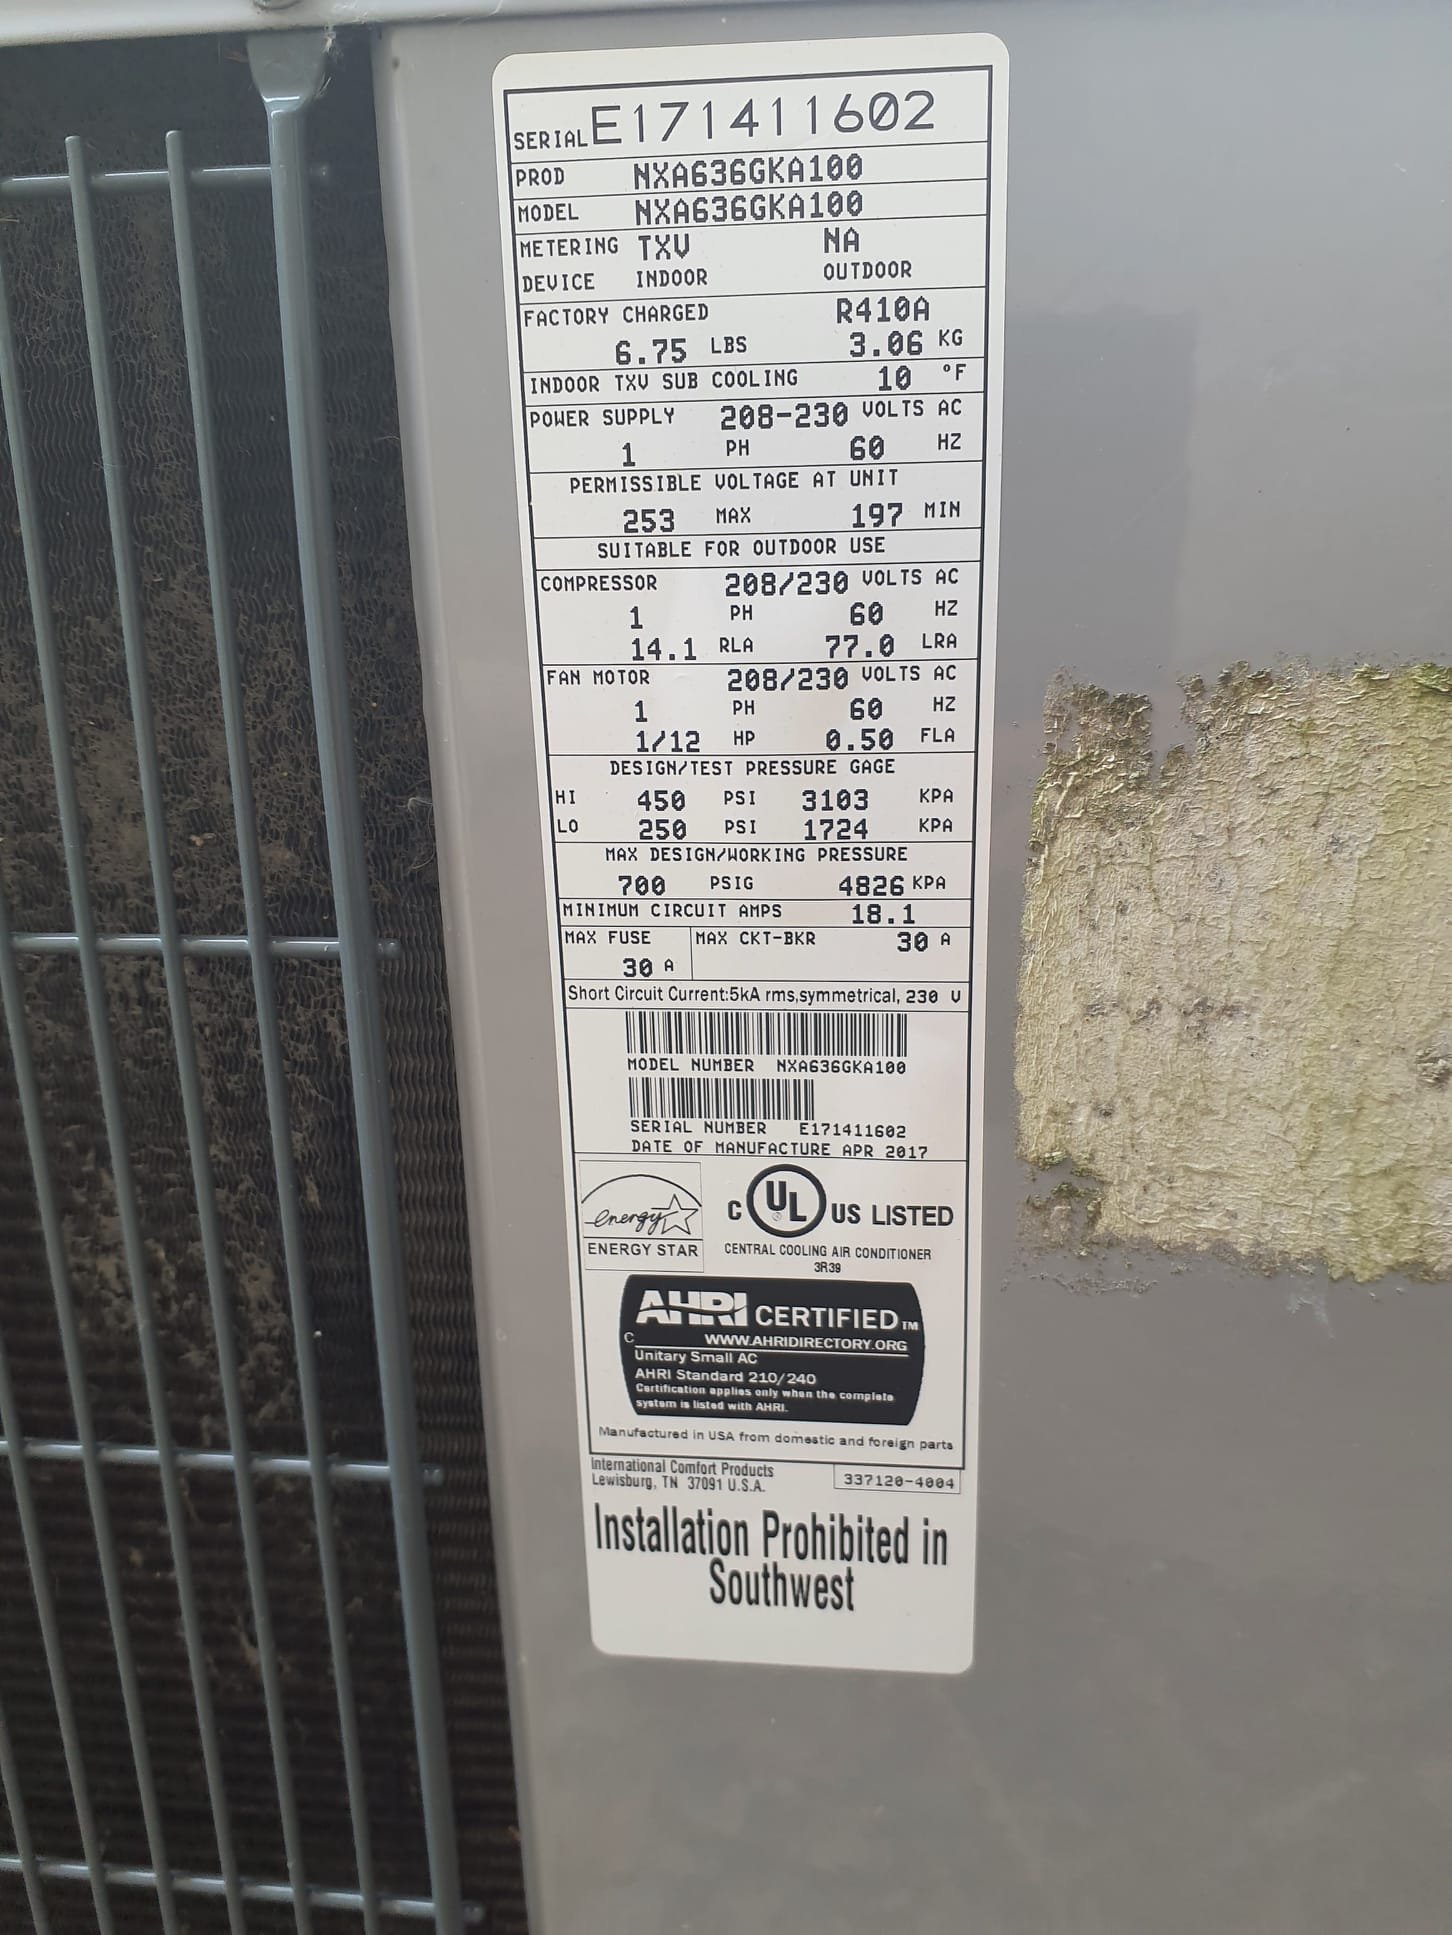 SERIAL E171411602
PROD NXA636GKA100
MODEL NXA636GKA100
METERING TXV NA
DEVICE INDOOR OUTDOOR
FACTORY CHARGED R410A
6.75 LBS 3.06 KG
INDOOR TXV SUB COOLING 10 °F
POWER SUPPLY 208-230 VOLTS AC
1 PH 60 HZ
PERMISSIBLE VOLTAGE AT UNIT
253 MAX 197 MIN
SUITABLE FOR OUTDOOR USE
COMPRESSOR 208/230 VOLTS AC
1 PH 60 HZ
14.1 RLA 77.0 LRA
FAN MOTOR 208/230 VOLTS AC
1 PH 60 HZ
1/12 HP 0.50 FLA
DESIGN/TEST PRESSURE GAGE
HI 450 PSI 3103 KPA
LO 250 PSI 1724 KPA
MAX DESIGN/WORKING PRESSURE
700 PSIG 4826 KPA
MINIMUM CIRCUIT AMPS 18.1
MAX FUSE MAX CKT-BKR 30 A
30 A
Short Circuit Current:5kA rms,symmetrical, 230 V
MODEL NUMBER NXA636GKA100
SERIAL NUMBER E171411602
DATE OF MANUFACTURE APR 2017
energy
ENERGY STAR
C UL US LISTED
CENTRAL COOLING AIR CONDITIONER
3R39
AHRI CERTIFIED TM
C WWW.AHRIDIRECTORY.ORG
Unitary Small AC
AHRI Standard 210/240
Certification applies only when the complete
system is listed with AHRI.
Manufactured in USA from domestic and foreign parts
International Comfort Products
Lewisburg, TN 37091 U.S.A. 337120-4004
Installation Prohibited in
Southwest